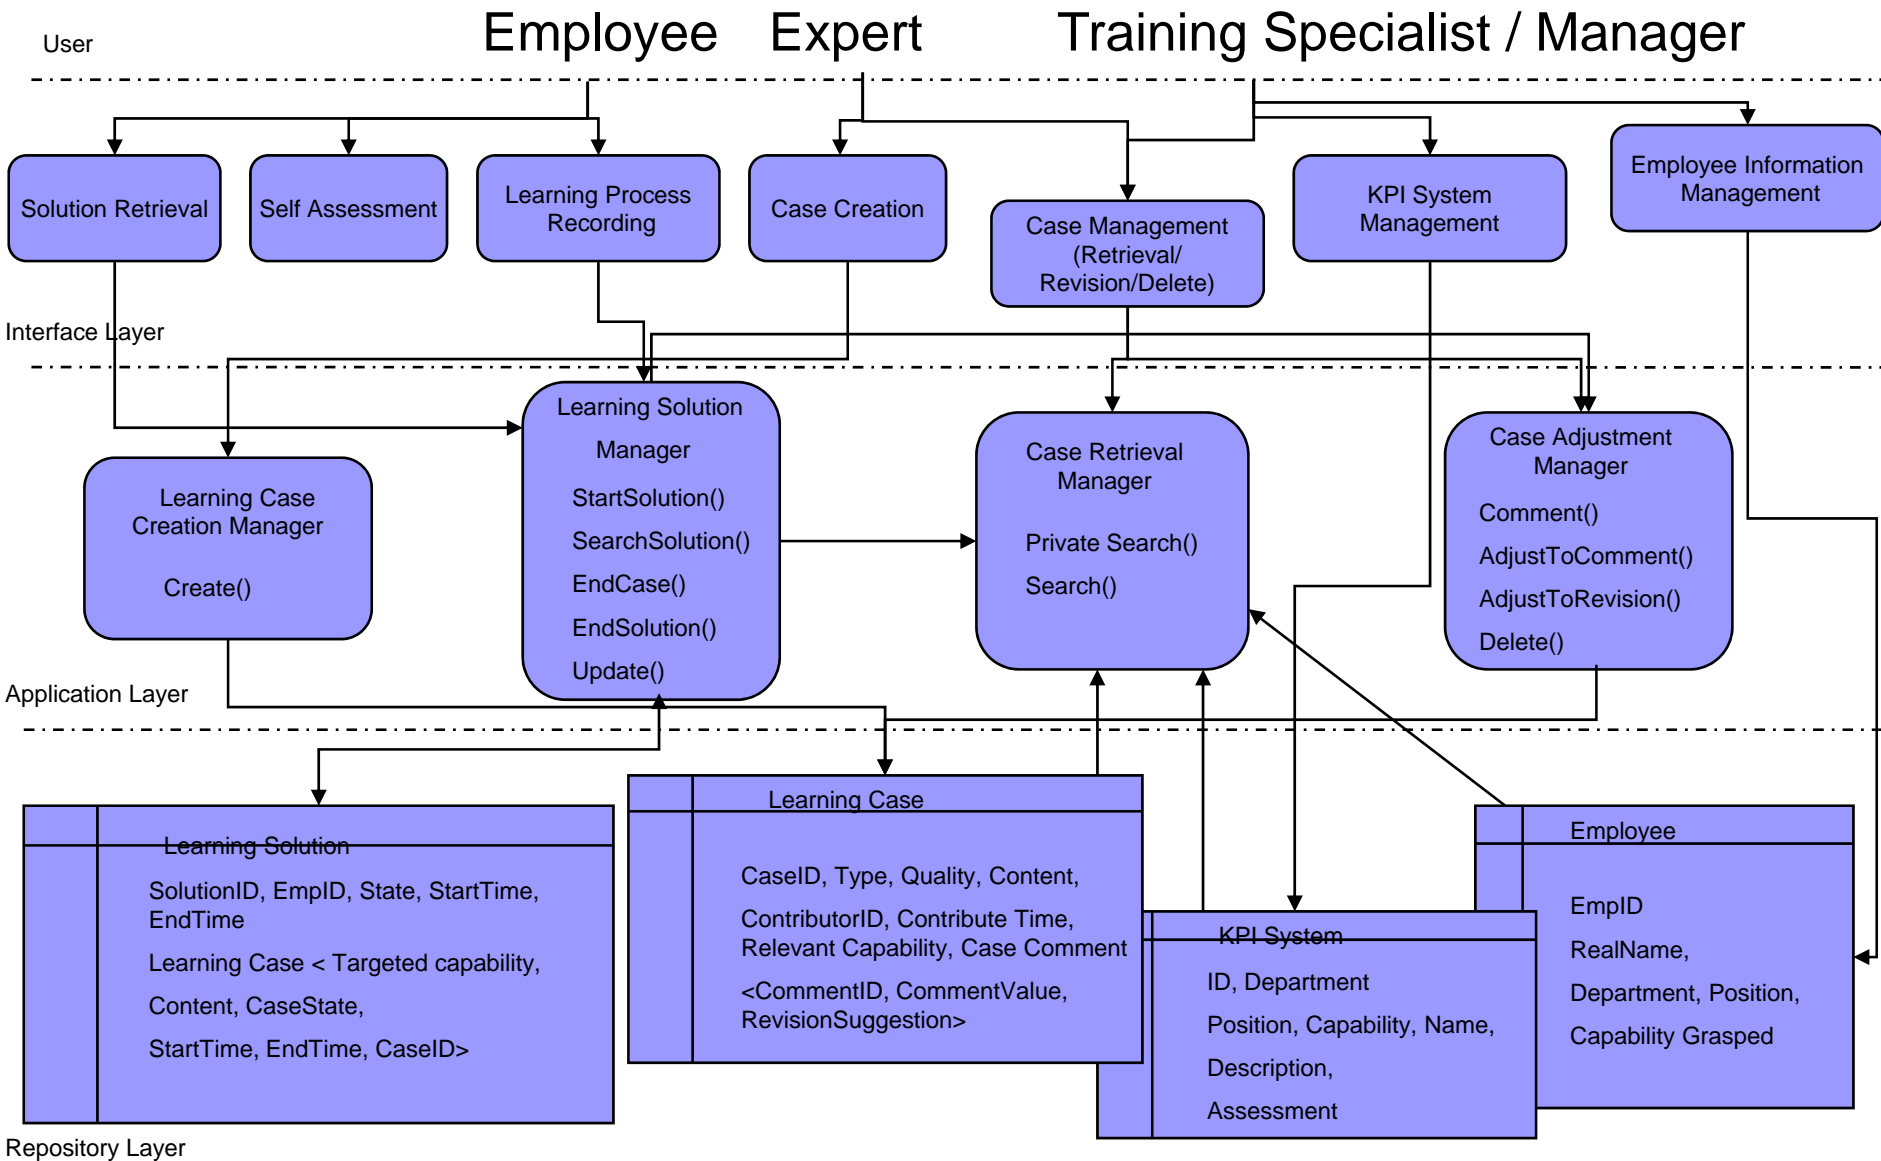 User
Employee
Expert
Training Specialist / Manager
Solution Retrieval
Self Assessment
Learning Process
Recording
Case Creation
Case Management
(Retrieval/
Revision/Delete)
KPI System
Management
Employee Information
Management
Interface Layer
Learning Case
Creation Manager
Create()
Learning Solution
Manager
StartSolution()
SearchSolution()
EndCase()
EndSolution()
Update()
Case Retrieval
Manager
Private Search()
Search()
Case Adjustment
Manager
Comment()
AdjustToComment()
AdjustToRevision()
Delete()
Application Layer
Learning Solution
SolutionID, EmpID, State, StartTime,
EndTime
Learning Case < Targeted capability,
Content, CaseState,
StartTime, EndTime, CaseID>
Learning Case
CaseID, Type, Quality, Content,
ContributorID, Contribute Time,
Relevant Capability, Case Comment
<CommentID, CommentValue,
RevisionSuggestion>
KPI System
ID, Department
Position, Capability, Name,
Description,
Assessment
Employee
EmpID
RealName,
Department, Position,
Capability Grasped
Repository Layer